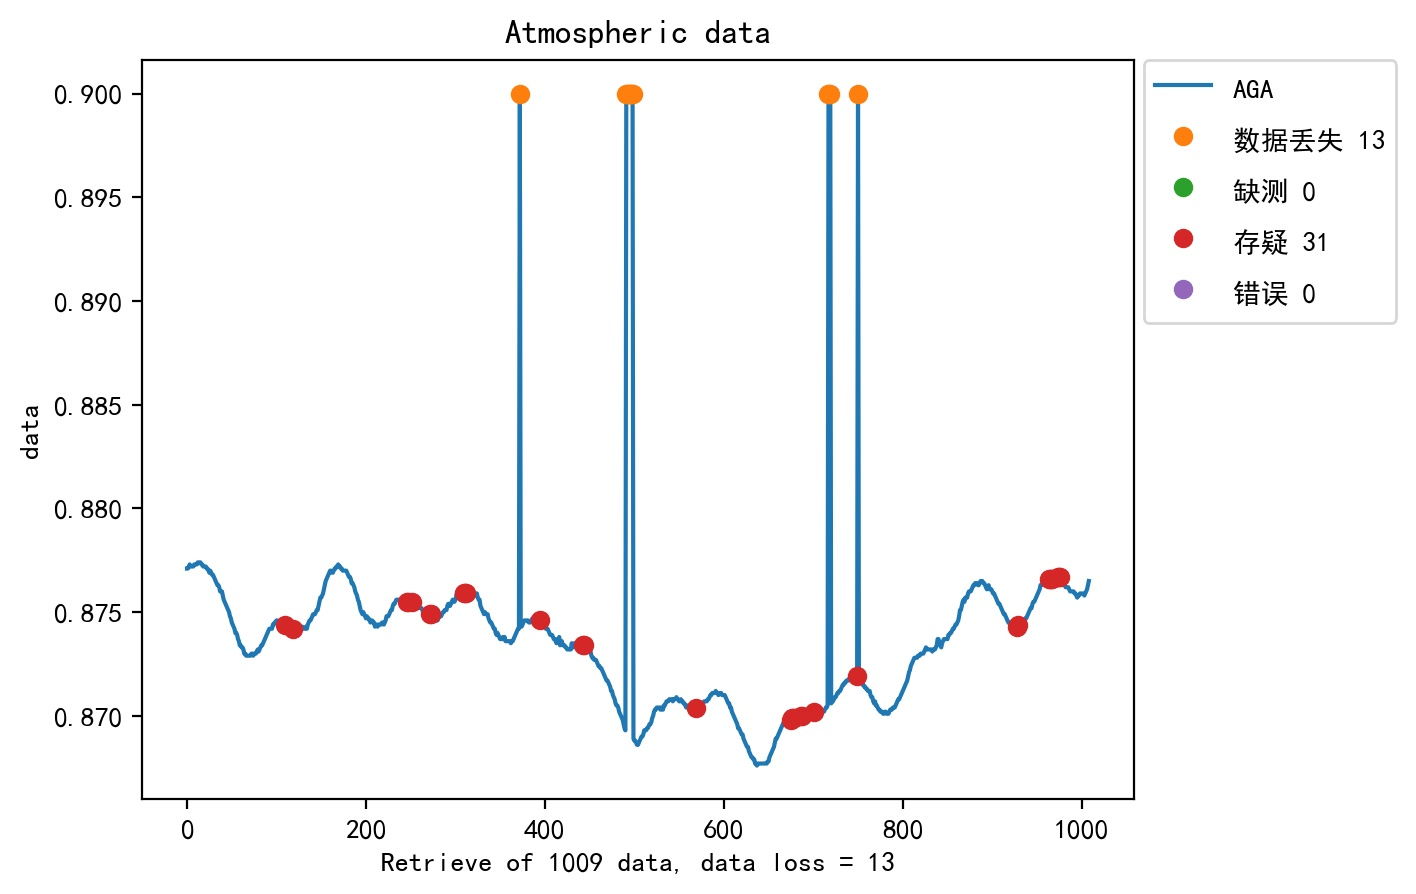 Atmospheric data
AGA
数据丢失 13
缺测 0
存疑 31
错误 0
0.900
0.895
0.890
0.885
0.880
0.875
0.870
data
0
200
400
600
800
1000
Retrieve of 1009 data, data loss = 13